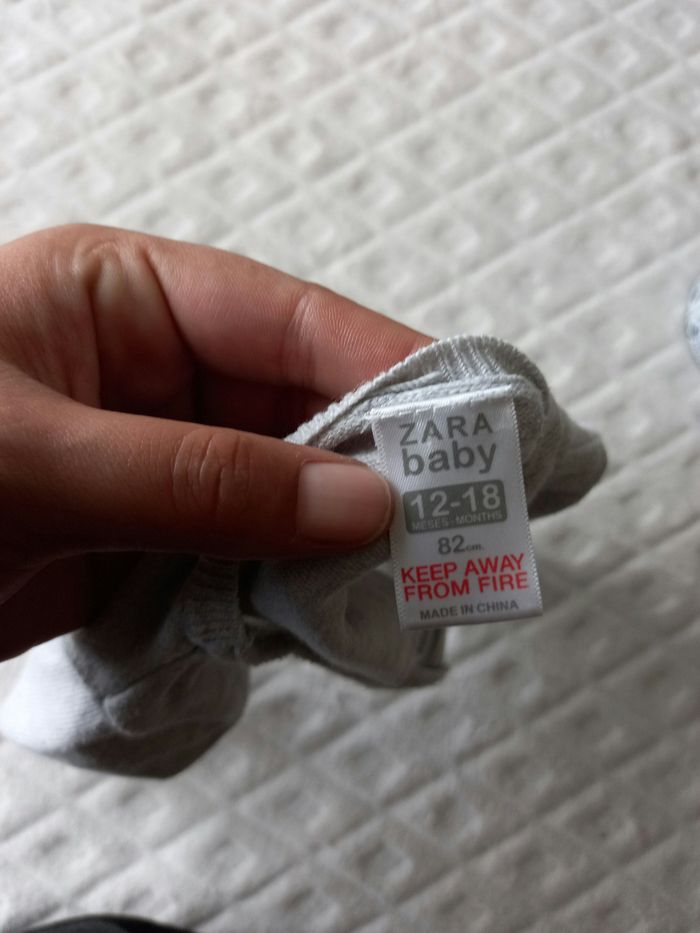 ZARA
baby
12-18
MESES - MONTHS
82cm.
KEEP AWAY
FROM FIRE
MADE IN CHINA